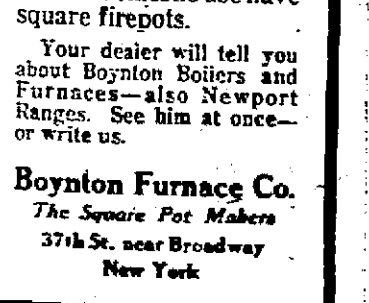 have
square firepots.
Your dealer will tell you
about Boynton Boilers and
Furnaces—also Newport
Ranges. See him at once—
or write us.
Boynton Furnace Co.
The Square Pot Makers
37th St. near Broadway
New York